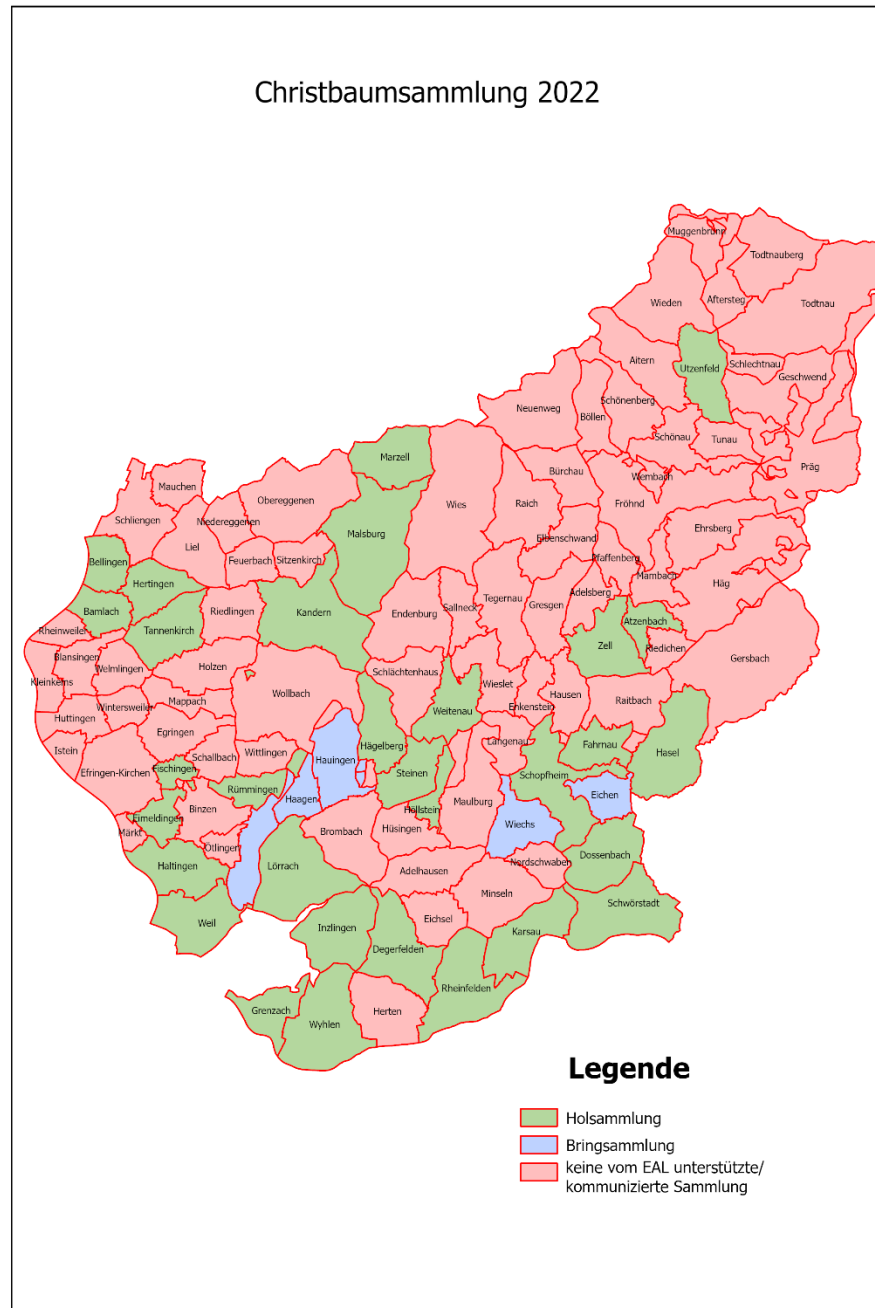 Christbaumsammlung 2022
Muggenbrunn
Todtnauberg
Wieden
Aftersteg
Todtnau
Aitern
Utzenfeld
Schlechtnau
Geschwend
Neuenweg
Böllen
Schönenberg
Schönau
Tunau
Marzell
Bürchau
Wembach
Präg
Mauchen
Obereggenen
Wies
Raich
Fröhnd
Schliengen
Niedereggenen
Malsburg
Ehrsberg
Liel
Elbenschwand
Bellingen
Feuerbach
Sitzenkirch
Pfaffenberg
Mambach
Häg
Hertingen
Tegernau
Gresgen
Adelsberg
Bamlach
Riedlingen
Kandern
Endenburg
Sallneck
Atzenbach
Rheinweiler
Tannenkirch
Zell
Riedichen
Blansingen
Welmlingen
Holzen
Schlächtenhaus
Gersbach
Kleinkems
Wieslet
Wollbach
Hausen
Raitbach
Huttingen
Wintersweiler
Mappach
Weitenau
Enkenstein
Egringen
Istein
Efringen-Kirchen
Schallbach
Wittlingen
Hauingen
Hägelberg
Langenau
Fahrnau
Hasel
Fischingen
Steinen
Schopfheim
Rümmingen
Haagen
Maulburg
Eichen
Eimeldingen
Binzen
Höllstein
Wiechs
Märkt
Brombach
Hüsingen
Ötlingen
Nordschwaben
Dossenbach
Haltingen
Lörrach
Adelhausen
Minseln
Schwörstadt
Weil
Inzlingen
Eichsel
Karsau
Degerfelden
Rheinfelden
Grenzach
Wyhlen
Herten
Legende
Holsammlung
Bringsammlung
keine vom EAL unterstützte/
kommunizierte Sammlung